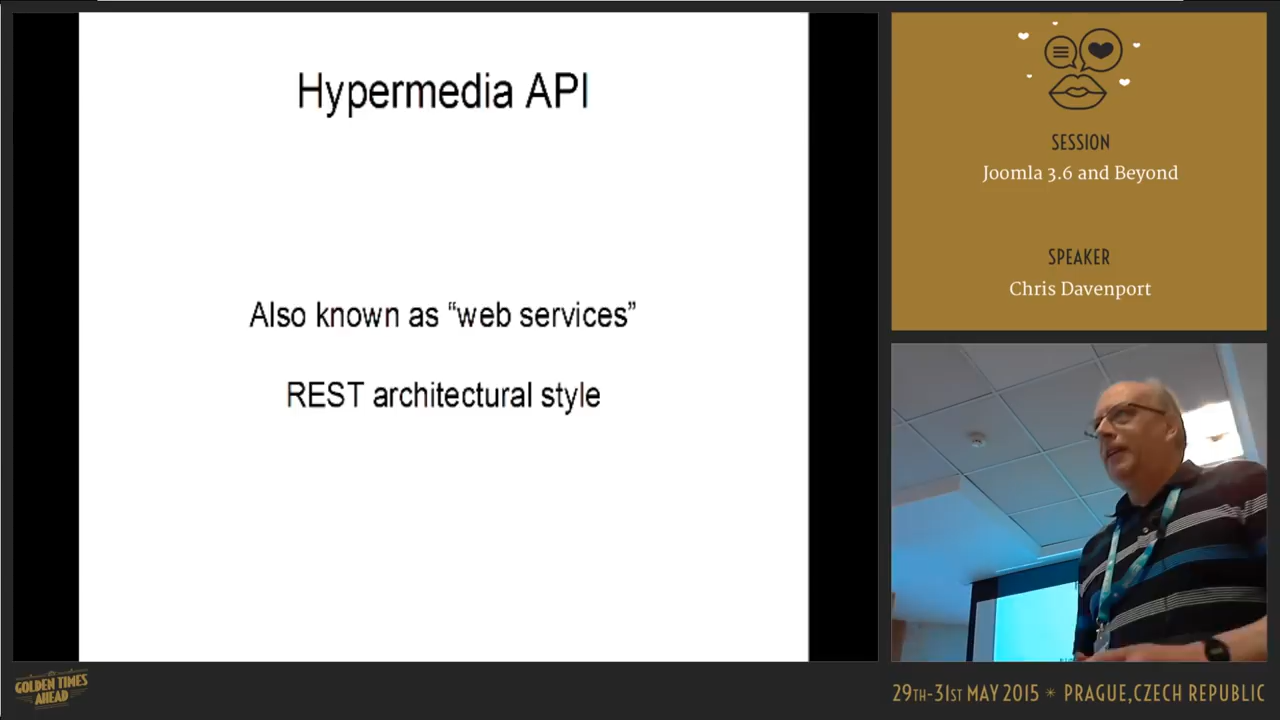 Hypermedia API
Also known as “web services”
REST architectural style
SESSION
Joomla 3.6 and Beyond
SPEAKER
Chris Davenport
GOLDEN TIMES
AHEAD
29TH-31ST MAY 2015 * PRAGUE,CZECH REPUBLIC